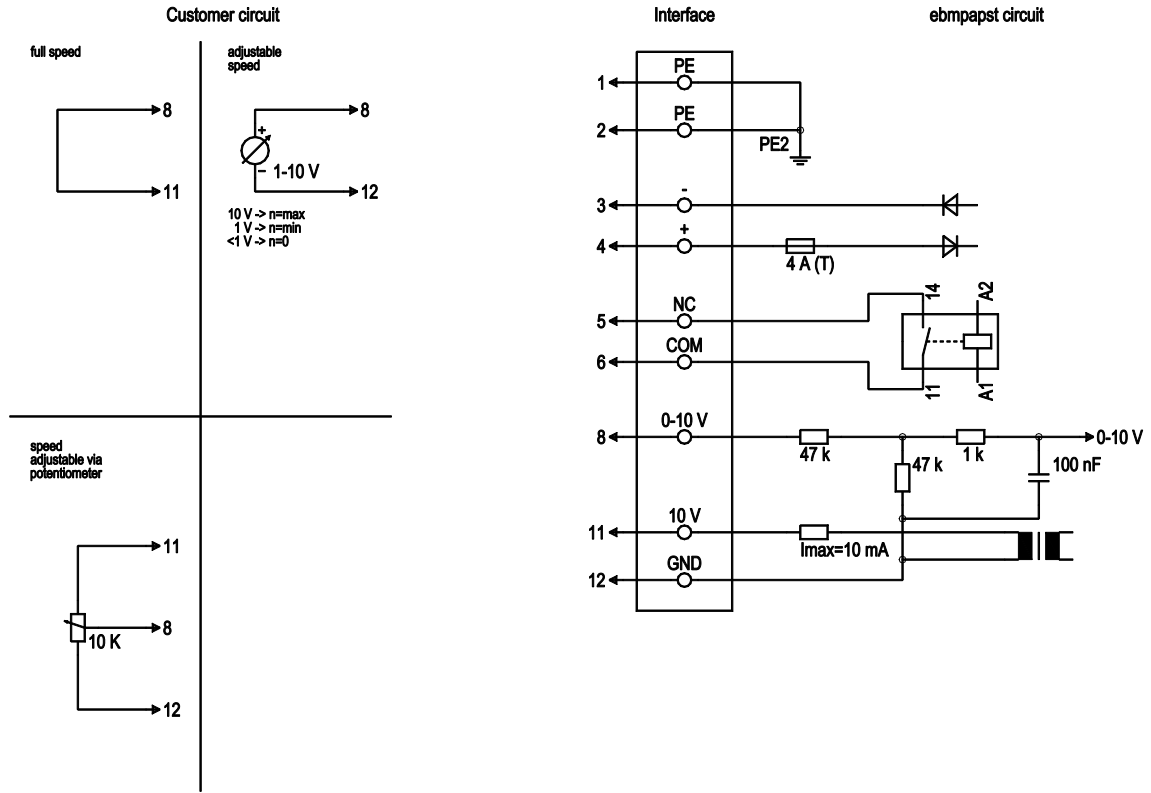 Customer circuit
full speed
8
11
adjustable
speed
8
+
–
1-10 V
12
10 V -> n=max
1 V -> n=min
<1 V -> n=0
speed
adjustable via
potentiometer
11
8
10 K
12
Interface
ebmpapst circuit
PE
1
PE
2
PE2
-
3
+
4
4 A (T)
14
A2
NC
5
COM
6
11
A1
0-10 V
8
0-10 V
47 k
1 k
47 k
100 nF
10 V
11
Imax=10 mA
GND
12